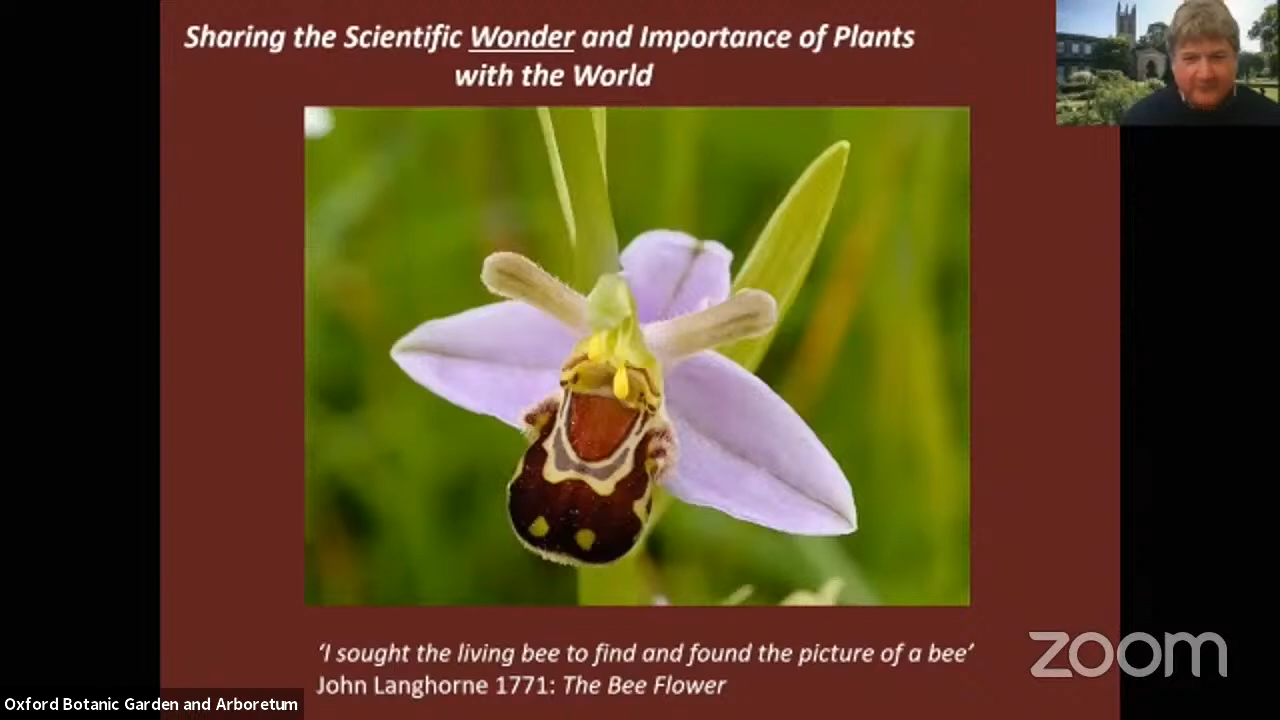 Sharing the Scientific Wonder and Importance of Plants
with the World
'I sought the living bee to find and found the picture of a bee'
John Langhorne 1771: The Bee Flower
zoom
Oxford Botanic Garden and Arboretum